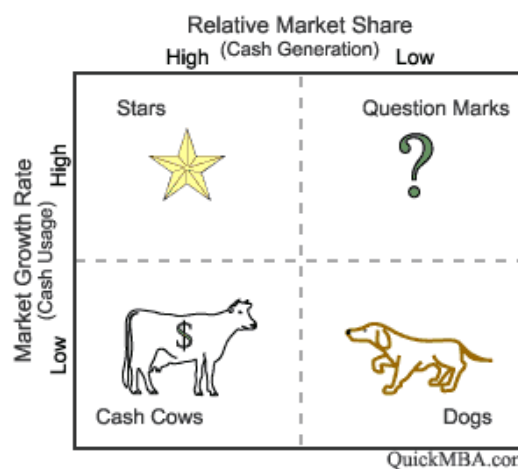 Relative Market Share
(Cash Generation)
High Low
Market Growth Rate
(Cash Usage)
High
Low
Stars
Question Marks
?
$
Cash Cows
Dogs
QuickMBA.com